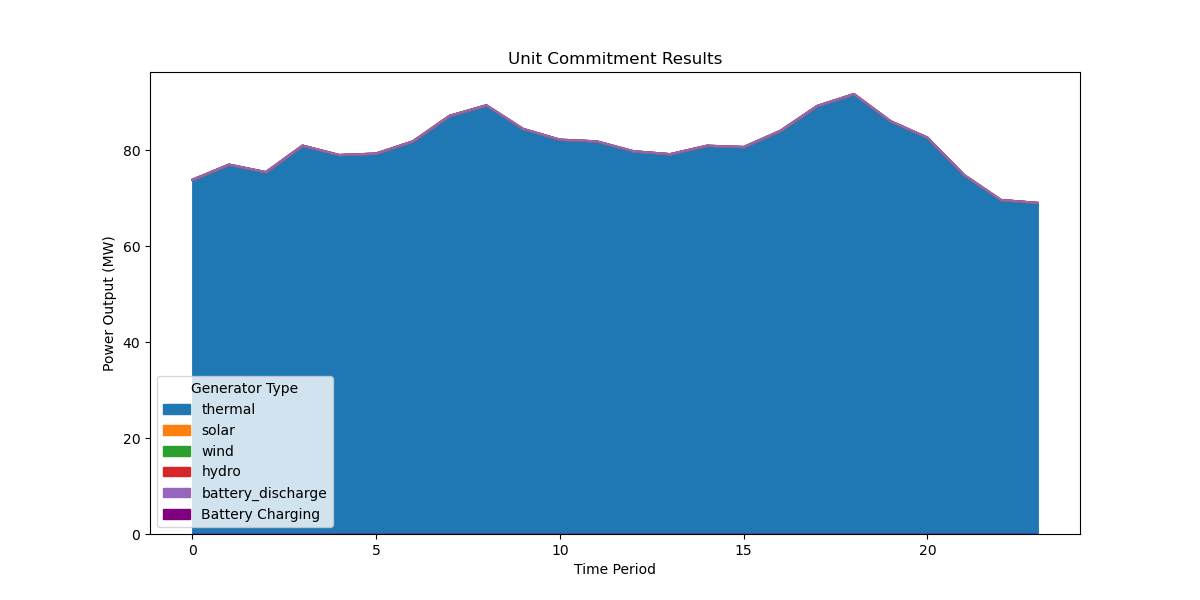 Unit Commitment Results
Power Output (MW)
80
60
40
20
0
Generator Type
thermal
solar
wind
hydro
battery_discharge
Battery Charging
0 5 10 15 20
Time Period